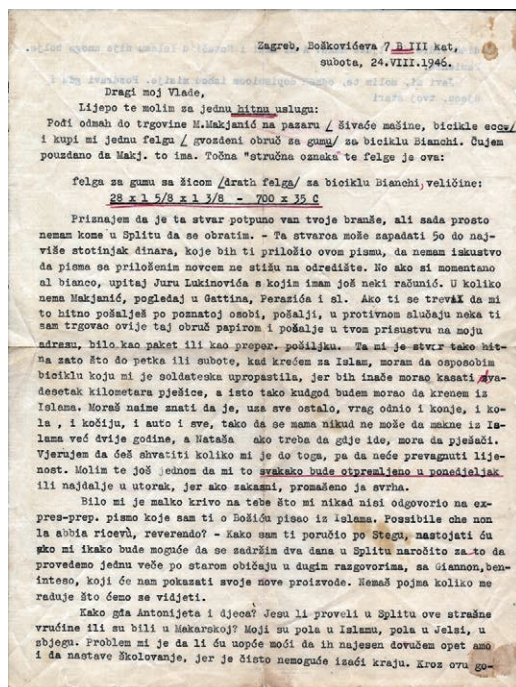 Zagreb, Boškovićeva 7 B III kat,
subota, 24.VIII.1946.
Dragi moj Vlade,
Lijepo te molim za jednu hitnu uslugu:
Pođi odmah do trgovine M.Makjanić na pazaru / šivaće mašine, bicikle eccv/
i kupi mi jednu felgu / gvozdeni obruč za gumu/ za biciklu Bianchi. Čujem
pouzdano da Makj. to ima. Točna "stručna oznaka" te felge je ova:
felga za gumu sa žicom /drath felga/ za biciklu Bianchi, veličine:
28 x 1 5/8 x 1 3/8 - 700 x 35 C
Priznajem da je ta stvar potpuno van tvoje branše, ali sada prosto
nemam kome u Splitu da se obratim. - Ta stvarca može zapadati 5o do naj-
više stotinjak dinara, koje bih ti priložio ovom pismu, da nemam iskustvo
da pisma sa priloženim novcem ne stižu na odredište. No ako si momentano
al bianco, upitaj Juru Lukinovića s kojim imam još neki računić. U koliko
nema Makjanić, pogledaj u Gattina, Perazića i sl. Ako ti se treviX da mi
to hitno pošalješ po poznatoj osobi, pošalji, u protivnom slučaju neka ti
sam trgovac ovije taj obruč papirom i pošalje u tvom prisustvu na moju
adresu, bilo kao paket ili kao preper. pošiljku. Ta mi je stvar tako hit-
na zato što do petka ili subote, kad krećem za Islam, moram da osposobim
biciklu koju mi je soldateska upropastila, jer bih inače morao kasati dva-
desetak kilometara pješice, a isto tako kudgod budem morao da krenem iz
Islama. Moraš naime znati da je, uza sve ostalo, vrag odnio i konje, i ko-
la , i kočiju, i auto i sve, tako da se mama nikud ne može da makne iz Is-
lama već dvije godine, a Nataša ako treba da gdje ide, mora da pješači.
Vjerujem da ćeš shvatiti koliko mi je do toga, pa da neće prevagnuti lije-
nost. Molim te još jednom da mi to svakako bude otpremljeno u ponedjeljak
ili najdalje u utorak, jer ako zakasni, promašeno ja svrha.
Bilo mi je malko krivo na tebe što mi nikad nisi odgovorio na ex-
pres-prep. pismo koje sam ti o Božiću pisao iz Islama. Possibile che non
la abbia ricevù, reverendo? - Kako sam ti poručio po Stegu, nastojati ću
ako mi ikako bude moguće da se zadržim dva dana u Splitu naročito za to da
provedemo jednu veče po starom običaju u dugim razgovorima, sa Giannon,ben-
inteso, koji će nam pokazati svoje nove proizvode. Nemaš pojma koliko me
raduje što ćemo se vidjeti.
Kako gđa Antonijeta i djeca? Jesu li proveli u Splitu ove strašne
vrućine ili su bili u Makarskoj? Moji su pola u Islamu, pola u Jelsi, u
zbjegu. Problem mi je da li ću uopće moći da ih najesen dovučem opet amo
i da nastave školovanje, jer je čisto nemoguće izaći kraju. Kroz ovu go-